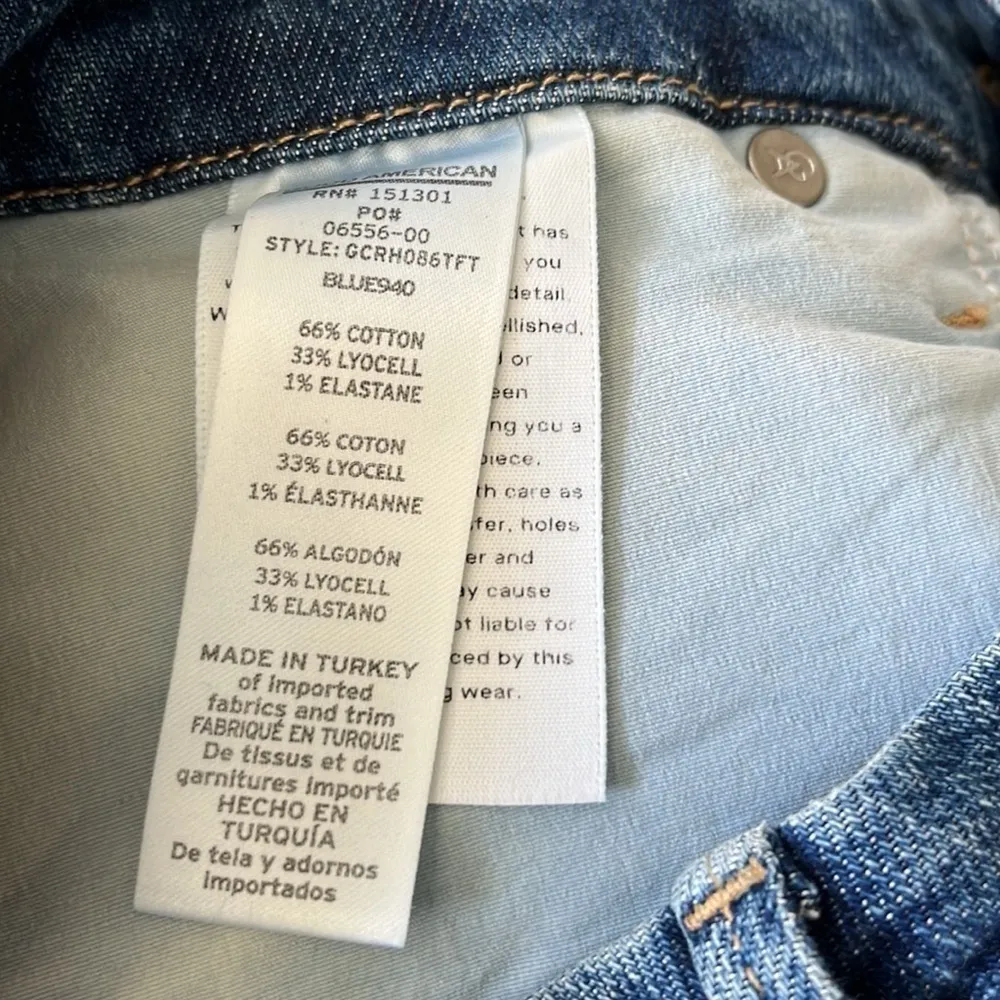 AMERICAN
RN# 151301
PO#
06556-00
STYLE: GCRH086TFT
BLUE940
66% COTTON
33% LYOCELL
1% ELASTANE
66% COTON
33% LYOCELL
1% ÉLASTHANNE
66% ALGODÓN
33% LYOCELL
1% ELASTANO
MADE IN TURKEY
of imported
fabrics and trim
FABRIQUÉ EN TURQUIE
De tissus et de
garnitures importé
HECHO EN
TURQUÍA
De tela y adornos
importados
t has
you
detail
llished,
or
een
ng you a
piece.
th care as
fer, holes
er and
ay cause
ot liable for
ced by this
g wear.